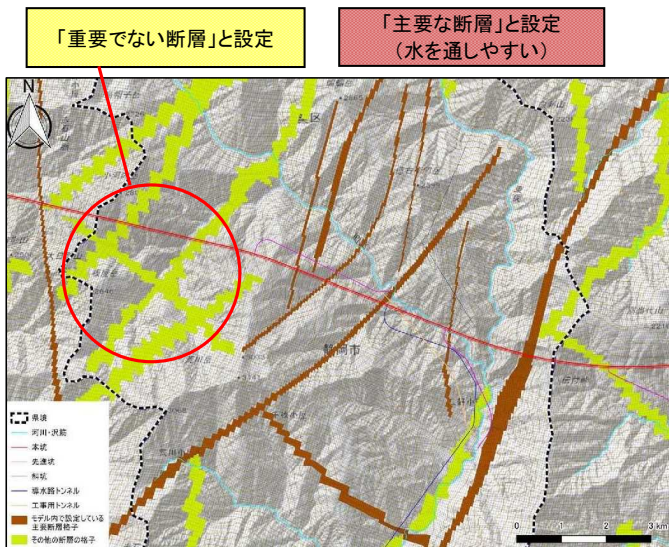 「重要でない断層」と設定
「主要な断層」と設定
(水を通しやすい)
N
静岡市
県境
河川・沢筋
本坑
先進坑
斜坑
導水路トンネル
工事用トンネル
モデル内で設定している
主要断層格子
その他の断層の格子
0 1 2 3 km